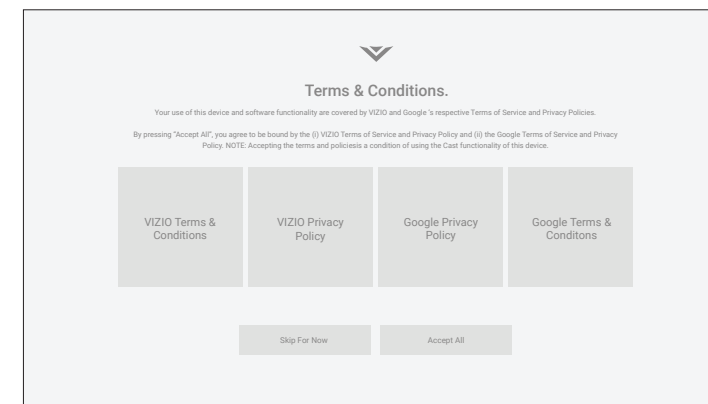 Terms & Conditions.
Your use of this device and software functionality are covered by VIZIO and Google 's respective Terms of Service and Privacy Policies.
By pressing "Accept All", you agree to be bound by the (i) VIZIO Terms of Service and Privacy Policy and (ii) the Google Terms of Service and Privacy
Policy. NOTE: Accepting the terms and policiesis a condition of using the Cast functionality of this device.
VIZIO Terms &
Conditions
VIZIO Privacy
Policy
Google Privacy
Policy
Google Terms &
Conditons
Skip For Now
Accept All